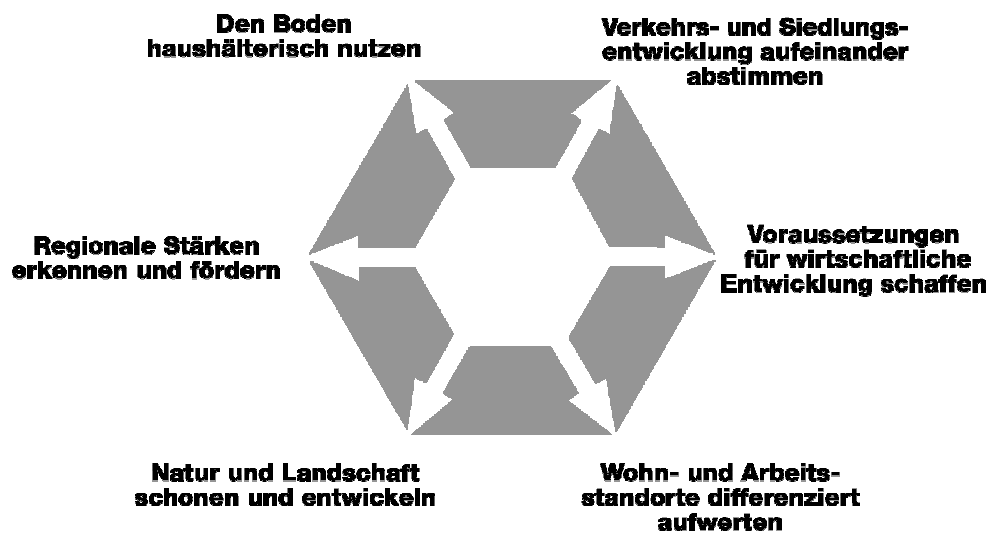 Den Boden
haushälterisch nutzen
Verkehrs- und Siedlungs-
entwicklung aufeinander
abstimmen
Regionale Stärken
erkennen und fördern
Voraussetzungen
für wirtschaftliche
Entwicklung schaffen
Natur und Landschaft
schonen und entwickeln
Wohn- und Arbeits-
standorte differenziert
aufwerten